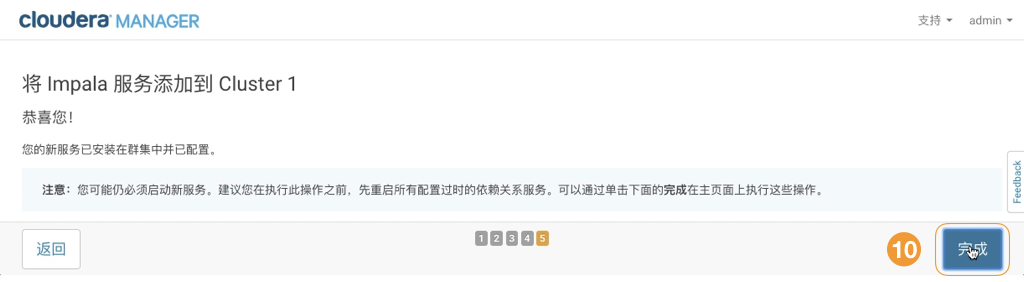 cloudera MANAGER
支持 admin
将 Impala 服务添加到 Cluster 1
恭喜您！
您的新服务已安装在群集中并已配置。
注意：您可能仍必须启动新服务。建议您在执行此操作之前，先重启所有配置过时的依赖关系服务。可以通过单击下面的完成在主页面上执行这些操作。
Feedback
返回 1 2 3 4 5 10 完成